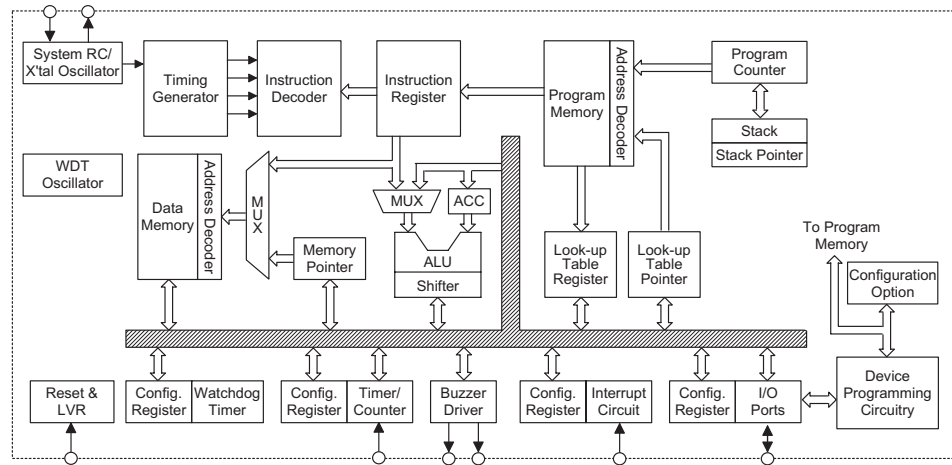 System RC/
X'tal Oscillator
Timing
Generator
Instruction
Decoder
Instruction
Register
Program
Memory
Address Decoder
Program
Counter
Stack
Stack Pointer
WDT
Oscillator
Data
Memory
Address Decoder
MUX
Memory
Pointer
MUX
ACC
ALU
Shifter
Look-up
Table
Register
Look-up
Table
Pointer
To Program
Memory
Configuration
Option
Reset &
LVR
Config.
Register
Watchdog
Timer
Config.
Register
Timer/
Counter
Buzzer
Driver
Config.
Register
Interrupt
Circuit
Config.
Register
I/O
Ports
Device
Programming
Circuitry